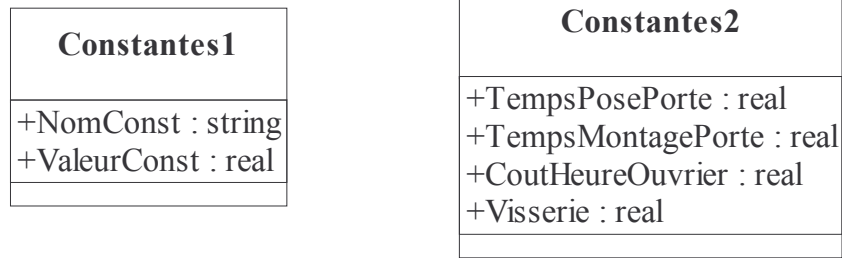 Constantes1
+NomConst : string
+ValeurConst : real
Constantes2
+TempsPosePorte : real
+TempsMontagePorte : real
+CoutHeureOuvrier : real
+Visserie : real